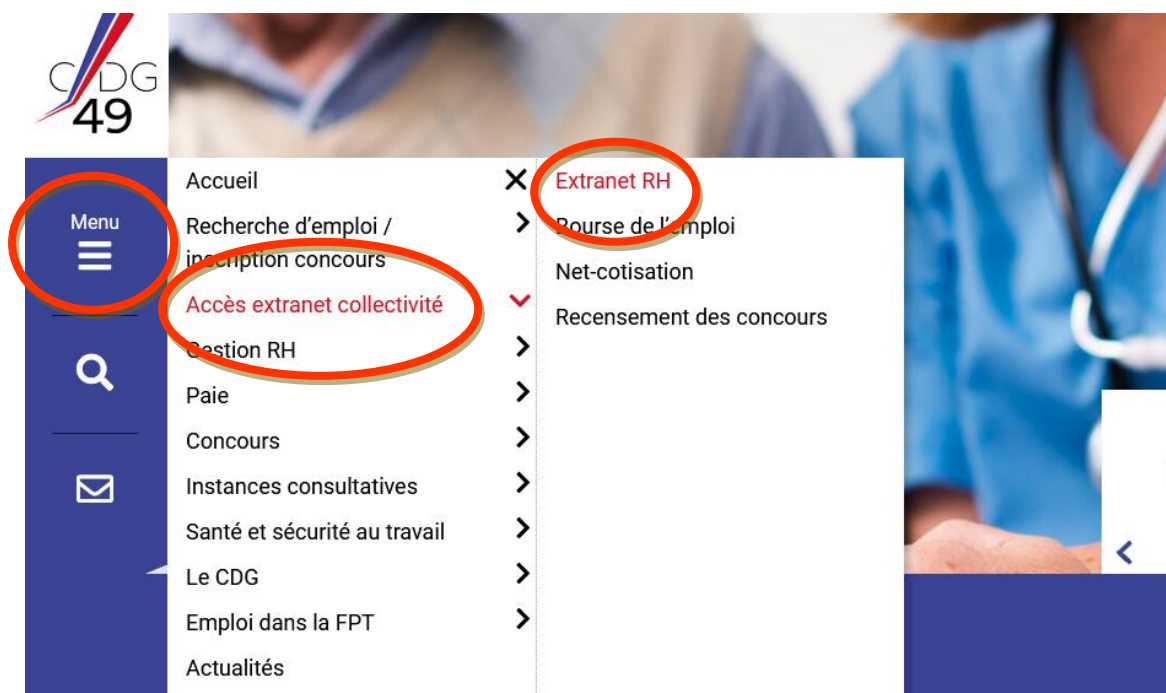 CDG
49
Menu
Accueil
Recherche d'emploi /
inscription concours
Accès extranet collectivité
Gestion RH
Paie
Concours
Instances consultatives
Santé et sécurité au travail
Le CDG
Emploi dans la FPT
Actualités
Extranet RH
Bourse de l'emploi
Net-cotisation
Recensement des concours